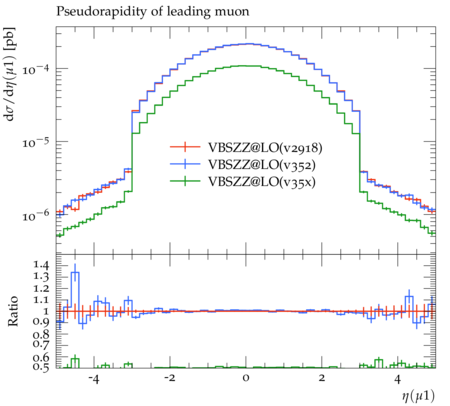 Pseudorapidity of leading muon
dσ/dη(μ1) [pb]
10⁻⁴
10⁻⁵
10⁻⁶
VBSZZ@LO(v2918)
VBSZZ@LO(v352)
VBSZZ@LO(v35x)
Ratio
1.4
1.3
1.2
1.1
1
0.9
0.8
0.7
0.6
0.5
-4 -2 0 2 4
η(μ1)